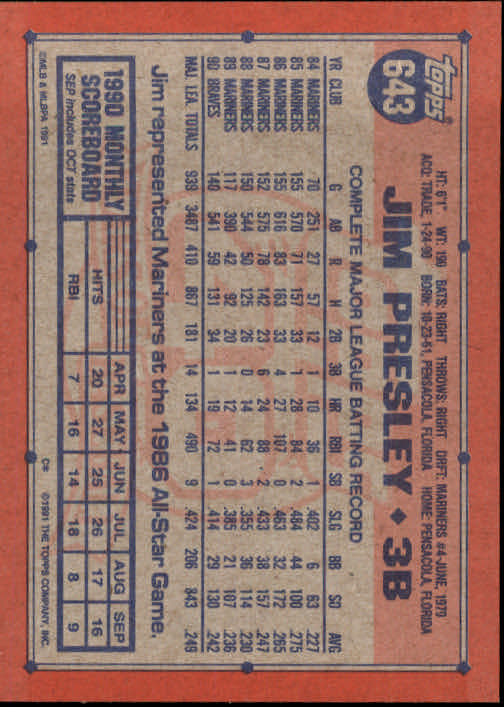 TOPPS
643
JIM PRESLEY ◆ 3B
HT: 6'1" WT: 190 BATS: RIGHT THROWS: RIGHT DRFT: MARINERS #4-JUNE, 1979
ACQ: TRADE, 1-24-90 BORN: 10-23-61, PENSACOLA, FLORIDA HOME: PENSACOLA, FLORIDA
COMPLETE MAJOR LEAGUE BATTING RECORD
YR CLUB G AB R H 2B 3B HR RBI SB SLG BB SO AVG
84 MARINERS 70 251 27 57 12 1 10 36 1 .402 6 63 .227
85 MARINERS 155 570 71 157 33 1 28 84 2 .484 44 100 .275
86 MARINERS 155 616 83 163 33 4 27 107 0 .463 32 172 .265
87 MARINERS 152 575 78 142 23 6 24 88 2 .433 38 157 .247
88 MARINERS 150 544 50 125 26 0 14 62 3 .355 36 114 .230
89 MARINERS 117 390 42 92 20 1 12 41 0 .385 21 107 .236
90 BRAVES 140 541 59 131 34 1 19 72 1 .414 29 130 .242
MAJ. LEA. TOTALS 939 3487 410 867 181 14 134 490 9 .424 206 843 .249
Jim represented Mariners at the 1986 All-Star Game.
1990 MONTHLY SCOREBOARD APR MAY JUN JUL AUG SEP
SEP includes OCT stats
HITS 20 27 25 26 17 16
RBI 7 16 14 18 8 9
©MLB & MLBPA 1991 C* ©1991 THE TOPPS COMPANY, INC.